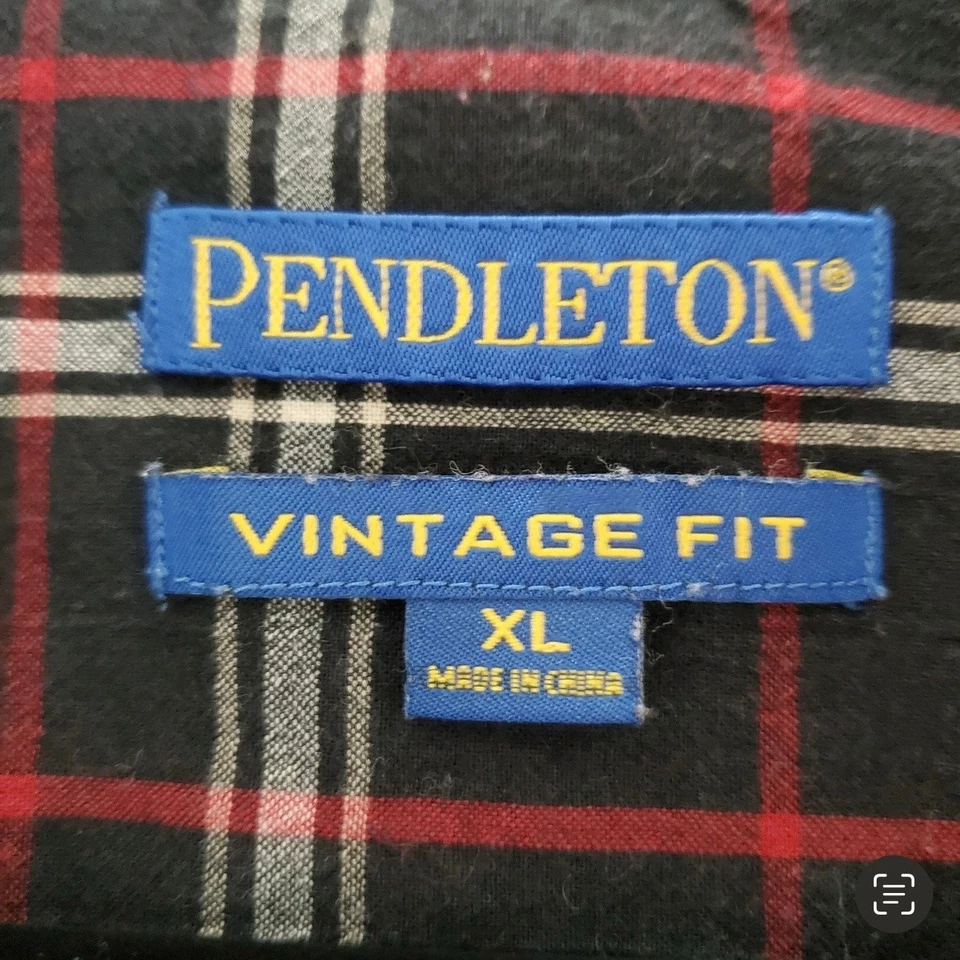 PENDLETON®
VINTAGE FIT
XL
MADE IN CHINA